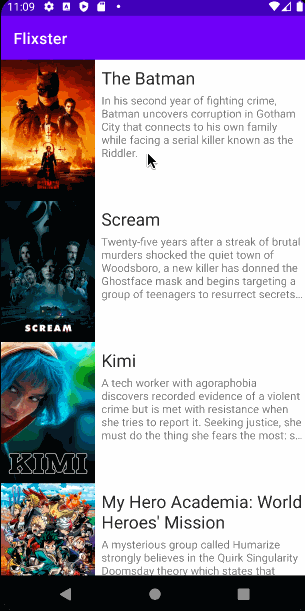 11:09
Flixster
The Batman
In his second year of fighting crime,
Batman uncovers corruption in Gotham
City that connects to his own family
while facing a serial killer known as the
Riddler.
Scream
Twenty-five years after a streak of brutal
murders shocked the quiet town of
Woodsboro, a new killer has donned the
Ghostface mask and begins targeting a
group of teenagers to resurrect secrets…
SCREAM
Kimi
A tech worker with agoraphobia
discovers recorded evidence of a violent
crime but is met with resistance when
she tries to report it. Seeking justice, she
must do the thing she fears the most: s…
KIMI
My Hero Academia: World
Heroes' Mission
A mysterious group called Humarize
strongly believes in the Quirk Singularity
Doomsday theory which states that